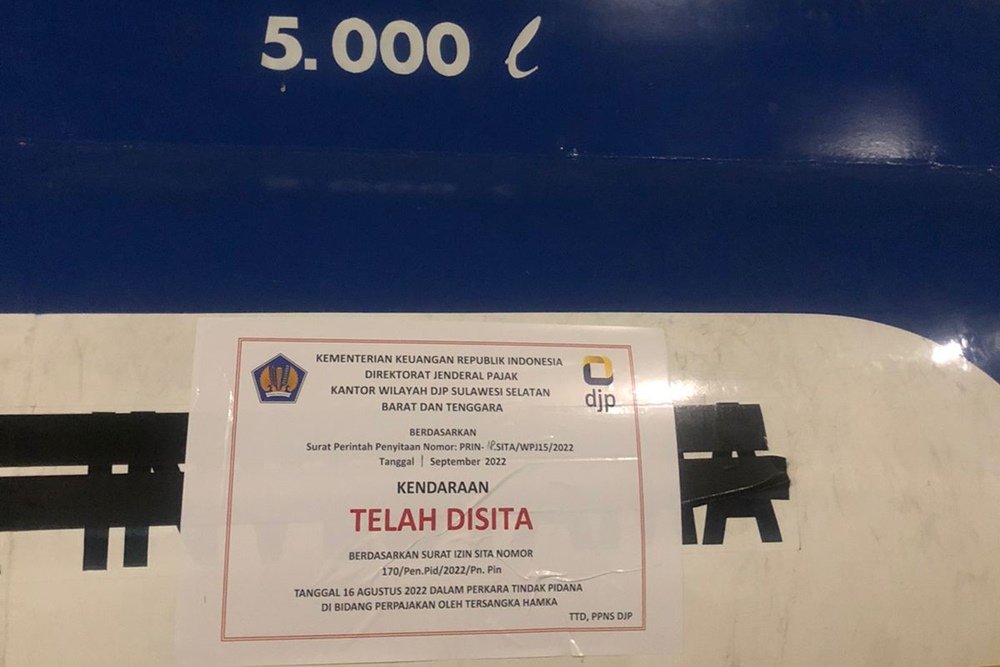 5.000 l
KEMENTERIAN KEUANGAN REPUBLIK INDONESIA
DIREKTORAT JENDERAL PAJAK
KANTOR WILAYAH DJP SULAWESI SELATAN
BARAT DAN TENGGARA
djp
BERDASARKAN
Surat Perintah Penyitaan Nomor: PRIN- .SITA/WPJ15/2022
Tanggal 1 September 2022
KENDARAAN
TELAH DISITA
BERDASARKAN SURAT IZIN SITA NOMOR
170/Pen.Pid/2022/Pn. Pin
TANGGAL 16 AGUSTUS 2022 DALAM PERKARA TINDAK PIDANA
DI BIDANG PERPAJAKAN OLEH TERSANGKA HAMKA
TTD, PPNS DJP